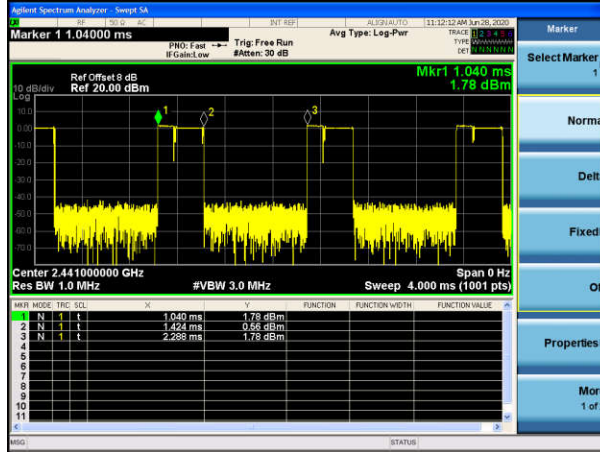 Agilent Spectrum Analyzer - Swept SA
RF 50 Ω AC INT REF ALIGNAUTO 11:12:12 AM Jun 28, 2020
Marker 1 1.04000 ms
PNO: Fast
IFGain:Low
Trig: Free Run
#Atten: 30 dB
Avg Type: Log-Pwr
TRACE 1 2 3 4 5 6
TYPE
DET N N N N N N
Ref Offset 8 dB
10 dB/div Ref 20.00 dBm
Mkr1 1.040 ms
1.78 dBm
Log
10.0
0.00
-10.0
-20.0
-30.0
-40.0
-50.0
-60.0
-70.0
1
2
3
Center 2.441000000 GHz
Span 0 Hz
Res BW 1.0 MHz
#VBW 3.0 MHz
Sweep 4.000 ms (1001 pts)
MKR MODE TRC SCL X Y FUNCTION FUNCTION WIDTH FUNCTION VALUE
1 N 1 t 1.040 ms 1.78 dBm
2 N 1 t 1.424 ms 0.56 dBm
3 N 1 t 2.288 ms 1.78 dBm
4
5
6
7
8
9
10
11
MSG
STATUS
Marker
Select Marker
1
Norma
Delt
Fixed
O
Properties
Mor
1 of